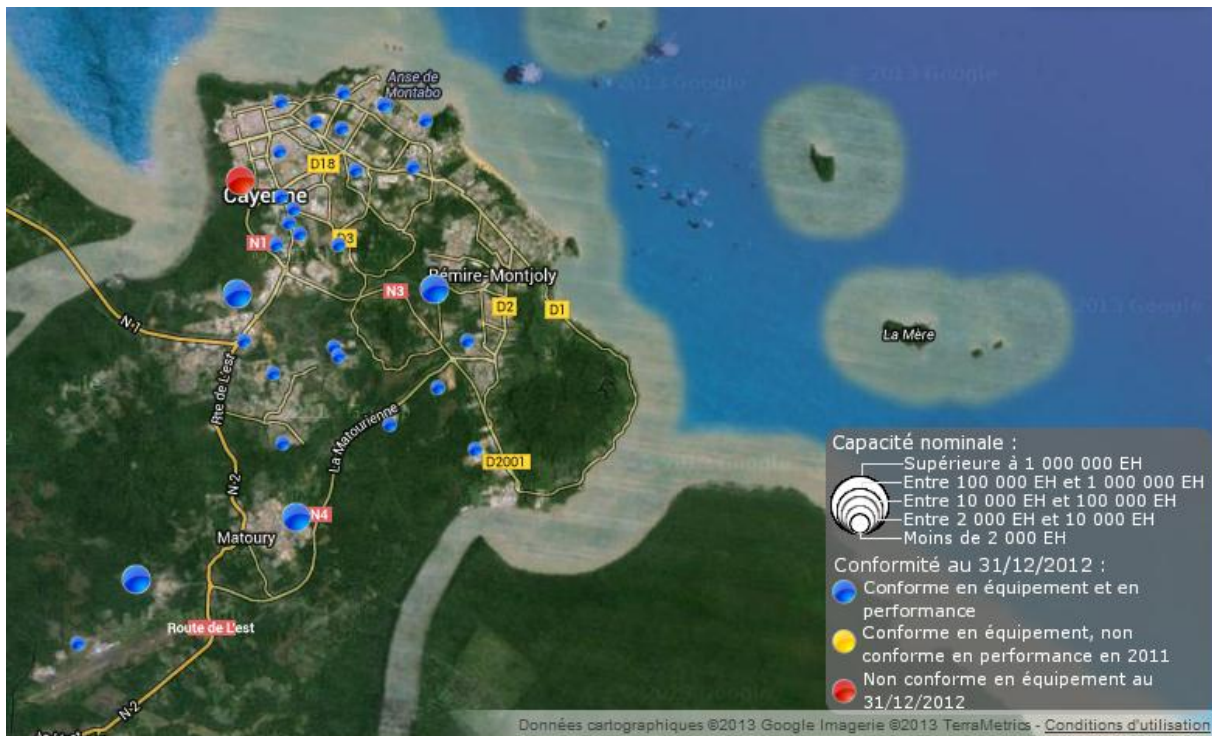 2013 Google
Anse de
Montabo
D18
Cayenne
N1
D3
Rémire-Montjoly
N3
D2
D1
2013 Google
N-1
La Mère
Rte de L'est
La Matourienne
D2001
N-2
N4
Matoury
Route de L'est
N-2
Capacité nominale :
Supérieure à 1 000 000 EH
Entre 100 000 EH et 1 000 000 EH
Entre 10 000 EH et 100 000 EH
Entre 2 000 EH et 10 000 EH
Moins de 2 000 EH
Conformité au 31/12/2012 :
Conforme en équipement et en
performance
Conforme en équipement, non
conforme en performance en 2011
Non conforme en équipement au
31/12/2012
Données cartographiques ©2013 Google Imagerie ©2013 TerraMetrics - Conditions d'utilisation